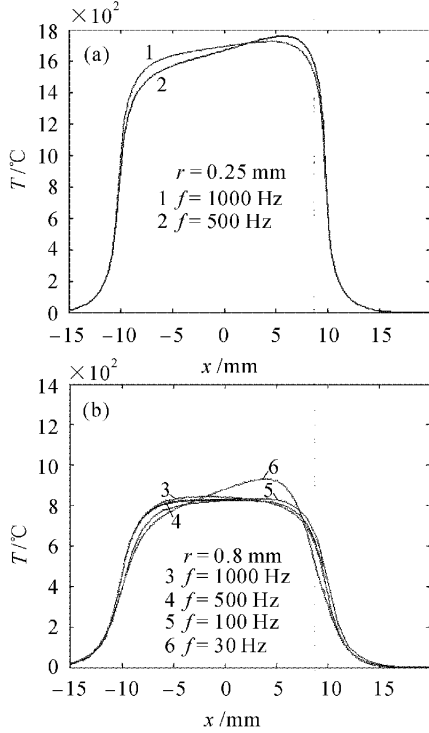 ×10²
18
(a)
1
16
2
14
12
r = 0.25 mm
T/°C
10
1 f = 1000 Hz
8
2 f = 500 Hz
6
4
2
0
−15 −10 −5 0 5 10 15
x/mm
×10²
14
(b)
12
10
6
3
5
8
4
T/°C
r = 0.8 mm
6
3 f = 1000 Hz
4 f = 500 Hz
4
5 f = 100 Hz
2
6 f = 30 Hz
0
−15 −10 −5 0 5 10 15
x/mm